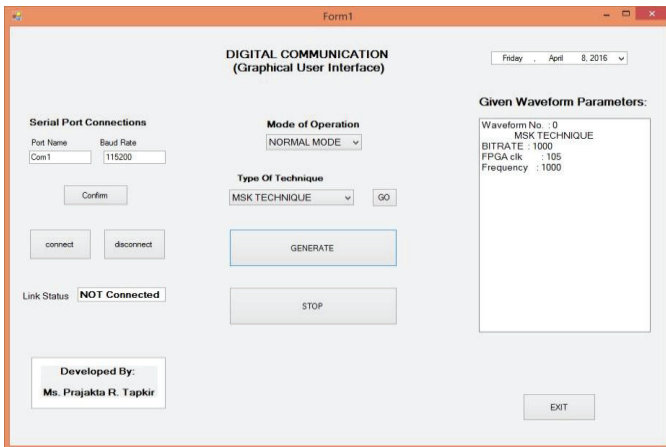 Form1
DIGITAL COMMUNICATION
(Graphical User Interface)
Friday , April 8, 2016
Serial Port Connections
Port Name Baud Rate
Com1 115200
Confirm
connect disconnect
Link Status NOT Connected
Developed By:
Ms. Prajakta R. Tapkir
Mode of Operation
NORMAL MODE
Type Of Technique
MSK TECHNIQUE GO
GENERATE
STOP
Given Waveform Parameters:
Waveform No. : 0
MSK TECHNIQUE
BITRATE : 1000
FPGA clk : 105
Frequency : 1000
EXIT